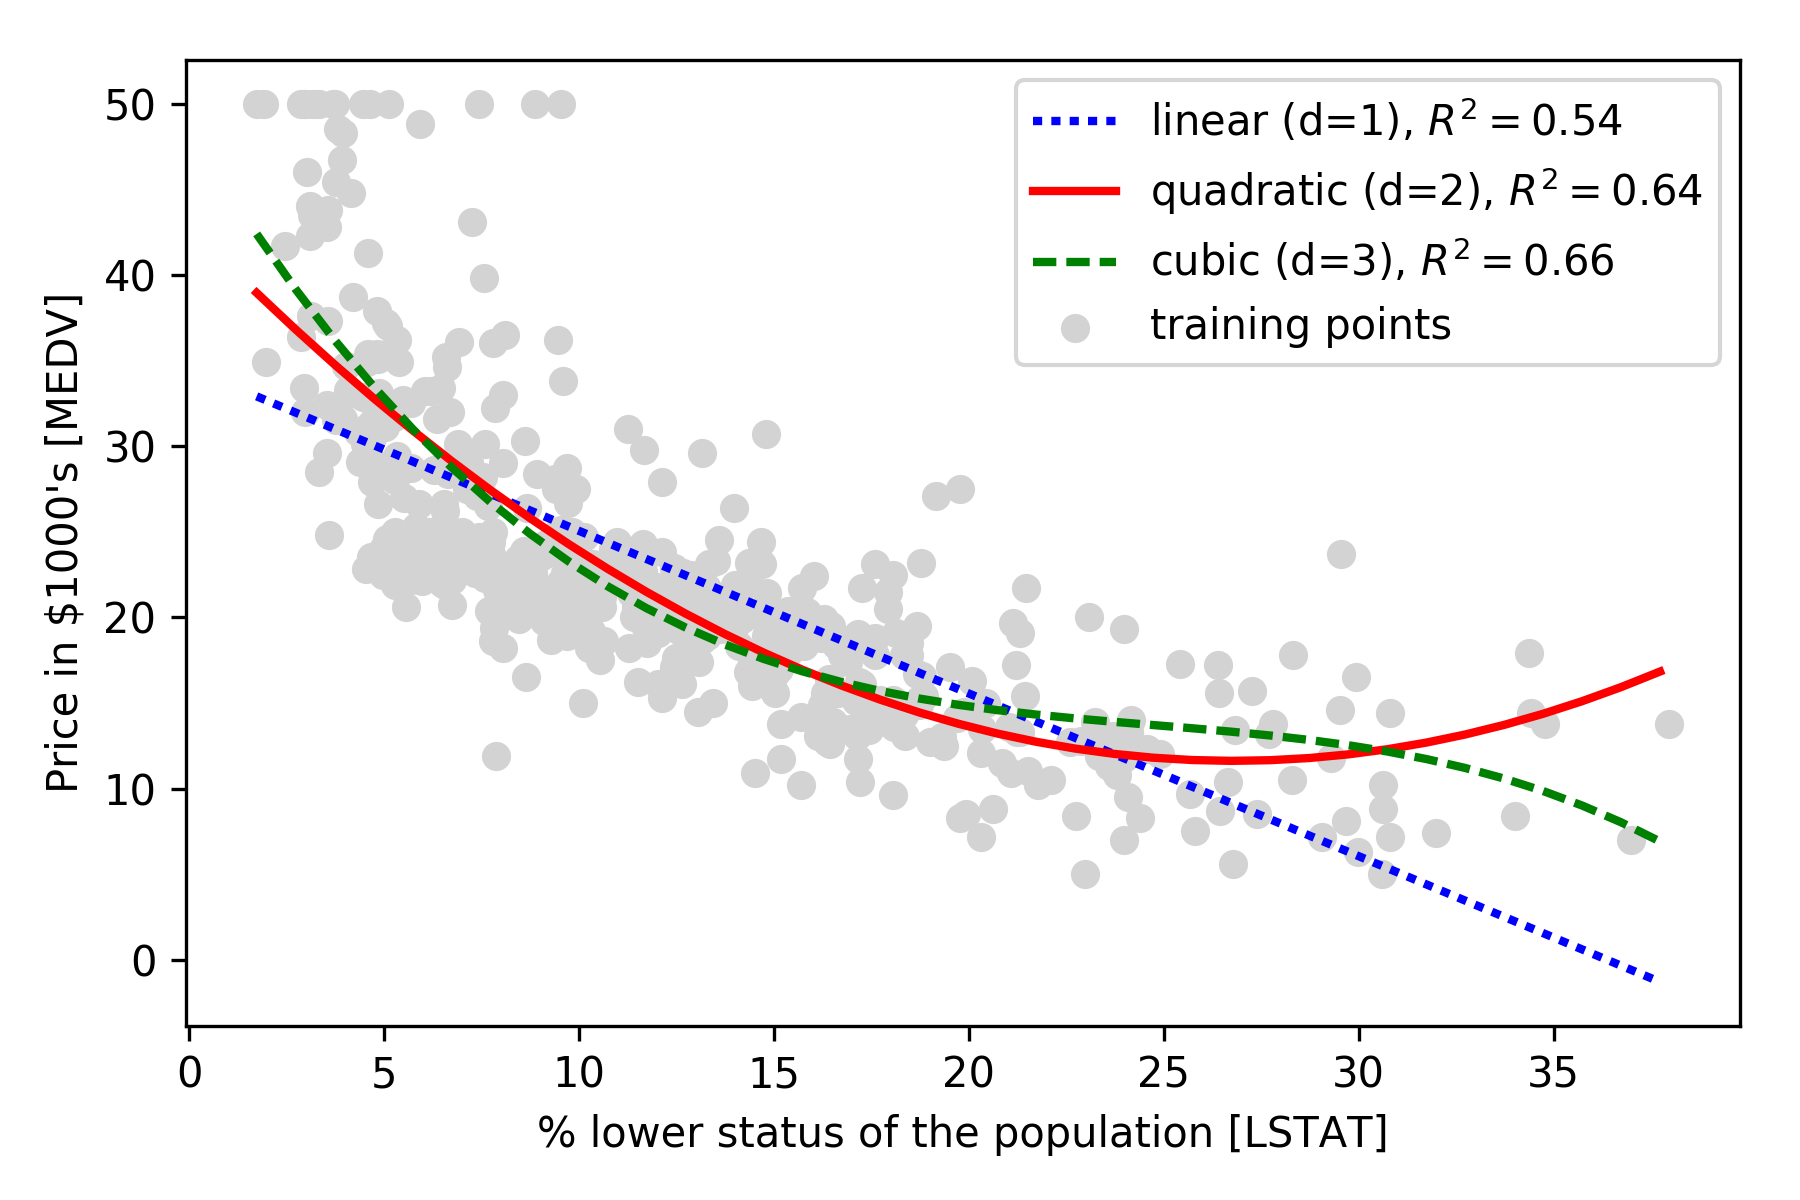 50
40
30
20
10
0
Price in $1000's [MEDV]
linear (d=1), R² = 0.54
quadratic (d=2), R² = 0.64
cubic (d=3), R² = 0.66
training points
0 5 10 15 20 25 30 35
% lower status of the population [LSTAT]